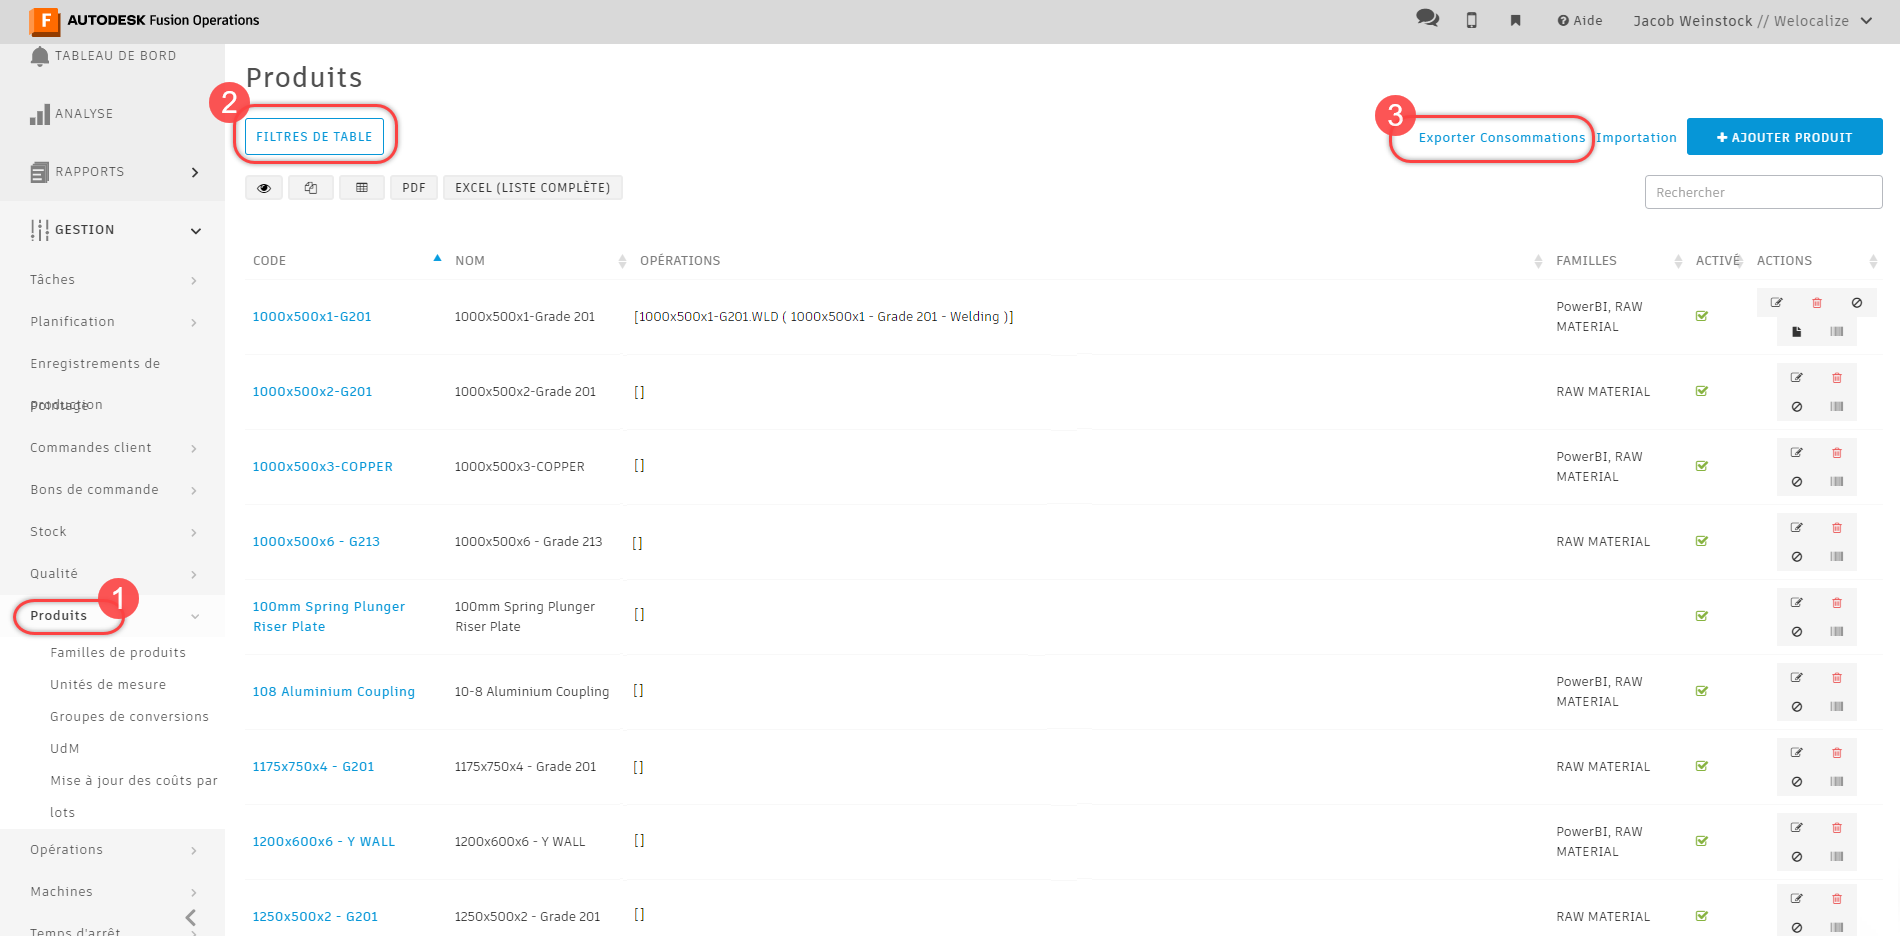 F AUTODESK Fusion Operations
Aide
Jacob Weinstock // Welocalize
TABLEAU DE BORD
ANALYSE
RAPPORTS
GESTION
Tâches
Planification
Enregistrements de
production
Pointage
Commandes client
Bons de commande
Stock
Qualité
Produits
1
Familles de produits
Unités de mesure
Groupes de conversions
UdM
Mise à jour des coûts par
lots
Opérations
Machines
Temps d'arrêt
Produits
2
FILTRES DE TABLE
3
Exporter Consommations
Importation
+ AJOUTER PRODUIT
PDF
EXCEL (LISTE COMPLÈTE)
Rechercher
CODE NOM OPÉRATIONS FAMILLES ACTIVÉ ACTIONS
1000x500x1-G201 1000x500x1-Grade 201 [1000x500x1-G201.WLD ( 1000x500x1 - Grade 201 - Welding )] PowerBI, RAW
MATERIAL
1000x500x2-G201 1000x500x2-Grade 201 [] RAW MATERIAL
1000x500x3-COPPER 1000x500x3-COPPER [] PowerBI, RAW
MATERIAL
1000x500x6 - G213 1000x500x6 - Grade 213 [] RAW MATERIAL
100mm Spring Plunger 100mm Spring Plunger []
Riser Plate Riser Plate
108 Aluminium Coupling 10-8 Aluminium Coupling [] PowerBI, RAW
MATERIAL
1175x750x4 - G201 1175x750x4 - Grade 201 [] RAW MATERIAL
1200x600x6 - Y WALL 1200x600x6 - Y WALL [] PowerBI, RAW
MATERIAL
1250x500x2 - G201 1250x500x2 - Grade 201 [] RAW MATERIAL